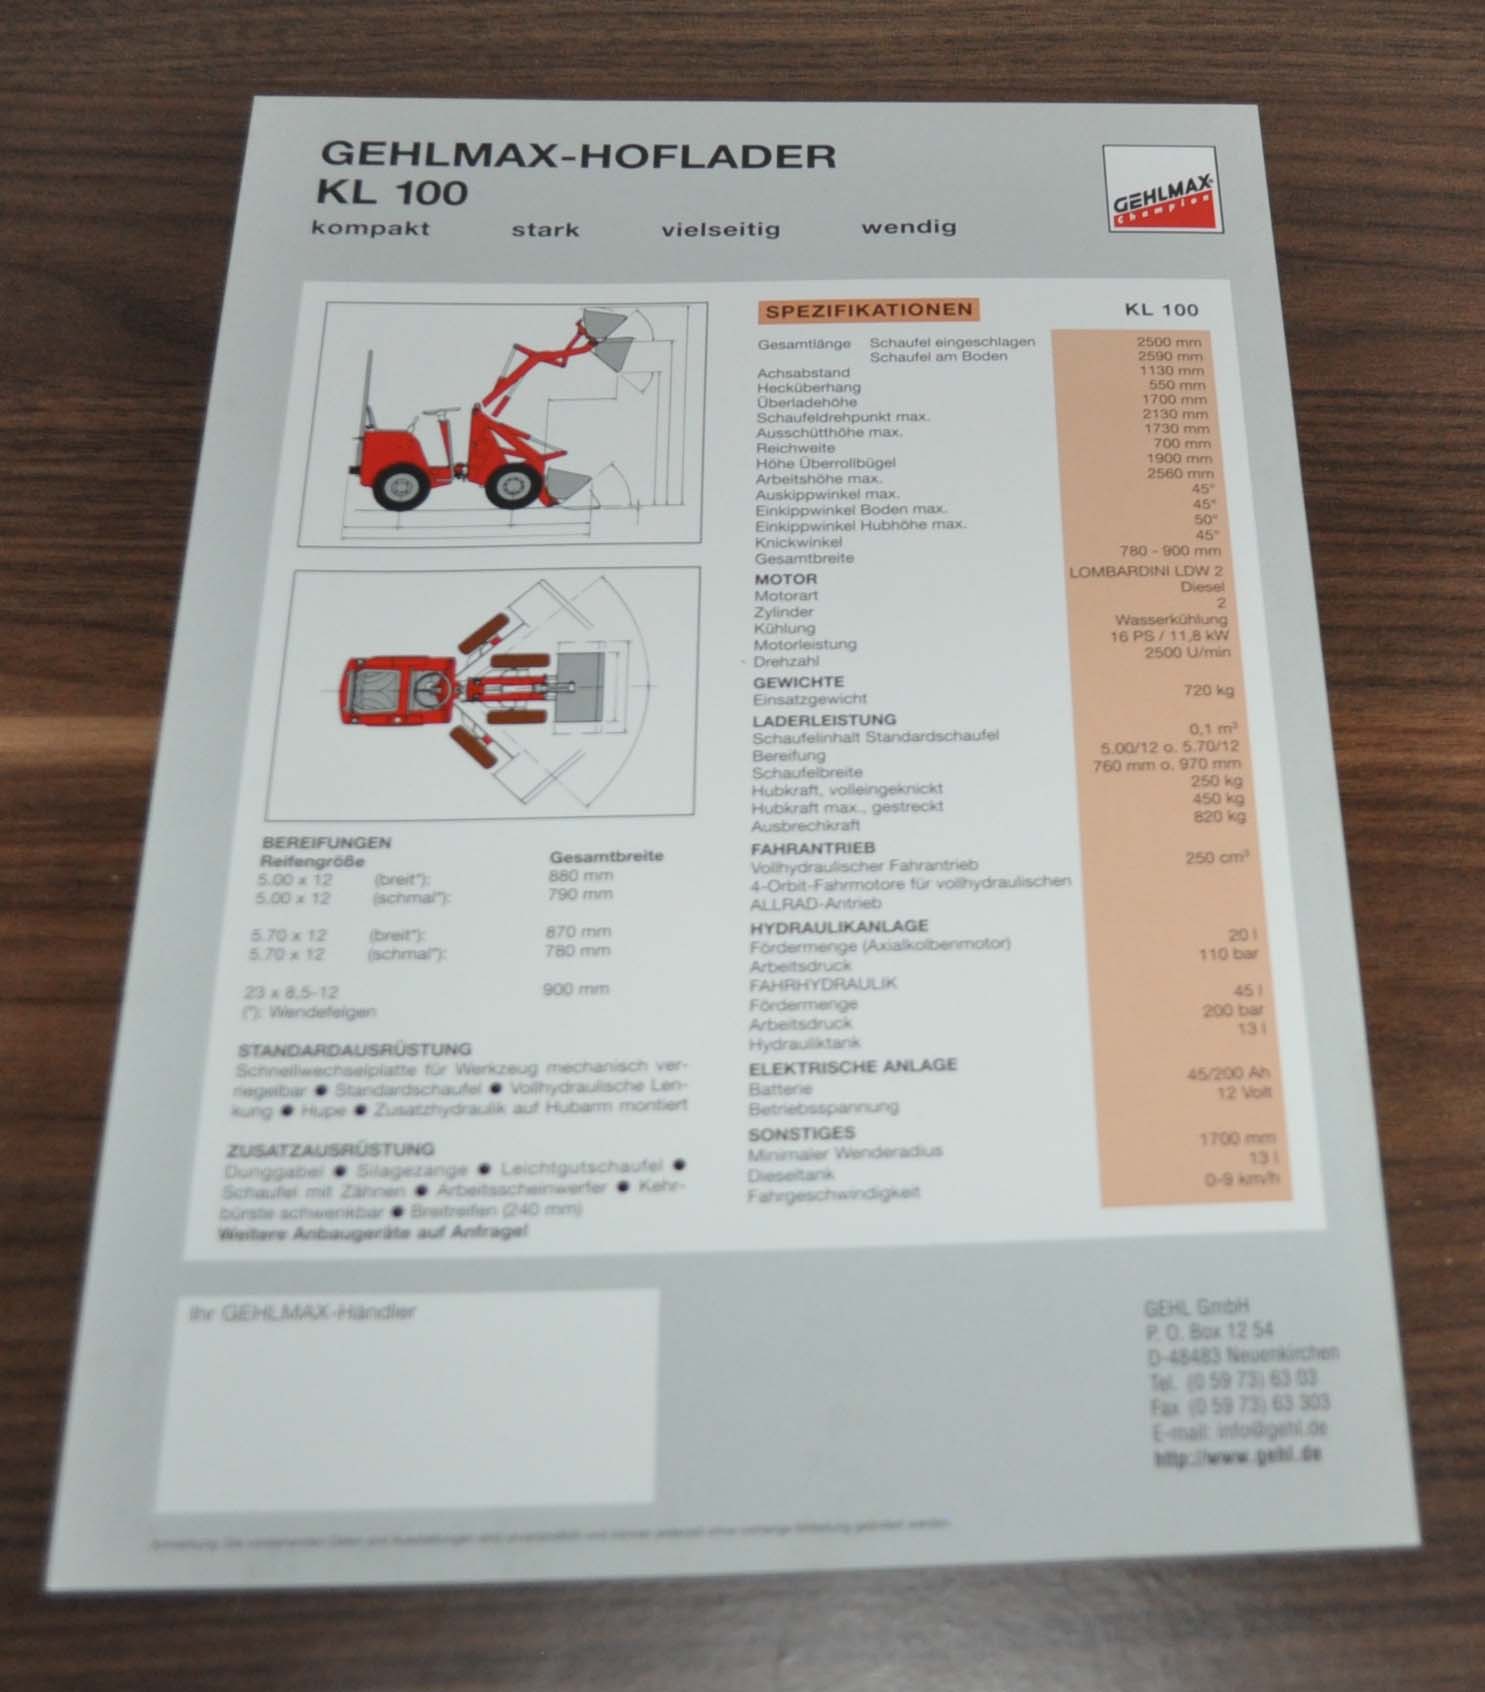 GEHLMAX-HOFLADER
KL 100
kompakt stark vielseitig wendig
GEHLMAX
Champion
SPEZIFIKATIONEN KL 100
Gesamtlänge Schaufel eingeschlagen 2500 mm
Schaufel am Boden 2590 mm
Achsabstand 1130 mm
Hecküberhang 550 mm
Überladehöhe 1700 mm
Schaufeldrehpunkt max. 2130 mm
Ausschütthöhe max. 1730 mm
Reichweite 700 mm
Höhe Überrollbügel 1900 mm
Arbeitshöhe max. 2560 mm
Auskippwinkel max. 45°
Einkippwinkel Boden max. 45°
Einkippwinkel Hubhöhe max. 50°
Knickwinkel 45°
Gesamtbreite 780 - 900 mm
MOTOR LOMBARDINI LDW 2
Motorart Diesel
Zylinder 2
Kühlung Wasserkühlung
Motorleistung 16 PS / 11,8 kW
Drehzahl 2500 U/min
GEWICHTE
Einsatzgewicht 720 kg
LADERLEISTUNG
Schaufelinhalt Standardschaufel 0,1 m³
Bereifung 5.00/12 o. 5.70/12
Schaufelbreite 760 mm o. 970 mm
Hubkraft, volleingeknickt 250 kg
Hubkraft max., gestreckt 450 kg
Ausbrechkraft 820 kg
FAHRANTRIEB
Vollhydraulischer Fahrantrieb 250 cm³
4-Orbit-Fahrmotore für vollhydraulischen
ALLRAD-Antrieb
HYDRAULIKANLAGE
Fördermenge (Axialkolbenmotor) 20 l
Arbeitsdruck 110 bar
FAHRHYDRAULIK
Fördermenge 45 l
Arbeitsdruck 200 bar
Hydrauliktank 13 l
ELEKTRISCHE ANLAGE
Batterie 45/200 Ah
Betriebsspannung 12 Volt
SONSTIGES
Minimaler Wenderadius 1700 mm
Dieseltank 13 l
Fahrgeschwindigkeit 0-9 km/h
BEREIFUNGEN
Reifengröße Gesamtbreite
5.00 x 12 (breit*): 880 mm
5.00 x 12 (schmal*): 790 mm
5.70 x 12 (breit*): 870 mm
5.70 x 12 (schmal*): 780 mm
23 x 8,5-12 900 mm
(*): Wendefelgen
STANDARDAUSRÜSTUNG
Schnellwechselplatte für Werkzeug mechanisch ver-
riegelbar ● Standardschaufel ● Vollhydraulische Len-
kung ● Hupe ● Zusatzhydraulik auf Hubarm montiert
ZUSATZAUSRÜSTUNG
Dunggabel ● Silagezange ● Leichtgutschaufel ●
Schaufel mit Zähnen ● Arbeitsscheinwerfer ● Kehr-
bürste schwenkbar ● Breitreifen (240 mm)
Weitere Anbaugeräte auf Anfrage!
Ihr GEHLMAX-Händler
GEHL GmbH
P. O. Box 12 54
D-48483 Neuenkirchen
Tel. (0 59 73) 63 03
Fax (0 59 73) 63 303
E-mail: info@gehl.de
http://www.gehl.de